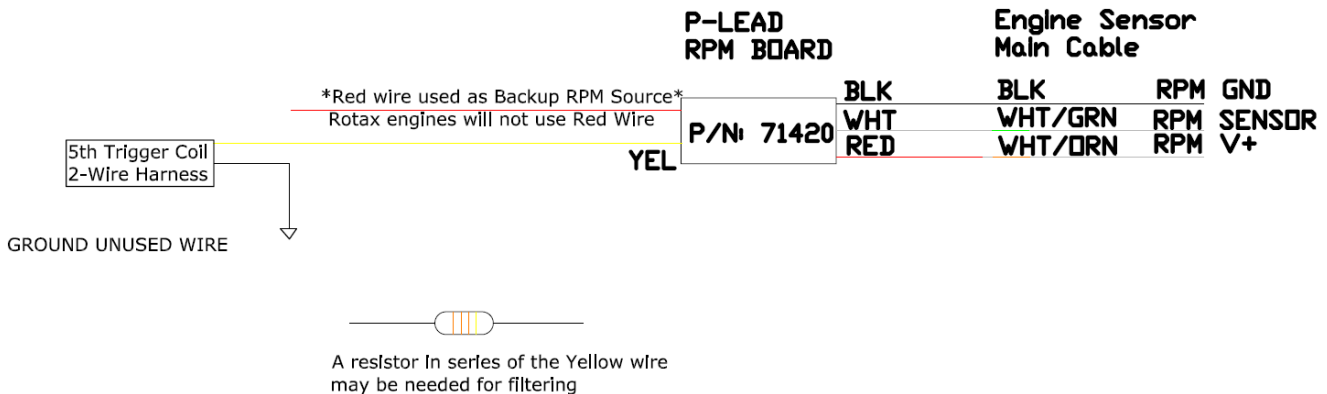 P-LEAD
RPM BOARD
Engine Sensor
Main Cable
*Red wire used as Backup RPM Source*
Rotax engines will not use Red Wire
BLK
BLK
RPM GND
P/N: 71420
WHT
WHT/GRN
RPM SENSOR
YEL
RED
WHT/ORN
RPM V+
5th Trigger Coil
2-Wire Harness
GROUND UNUSED WIRE
A resistor in series of the Yellow wire
may be needed for filtering